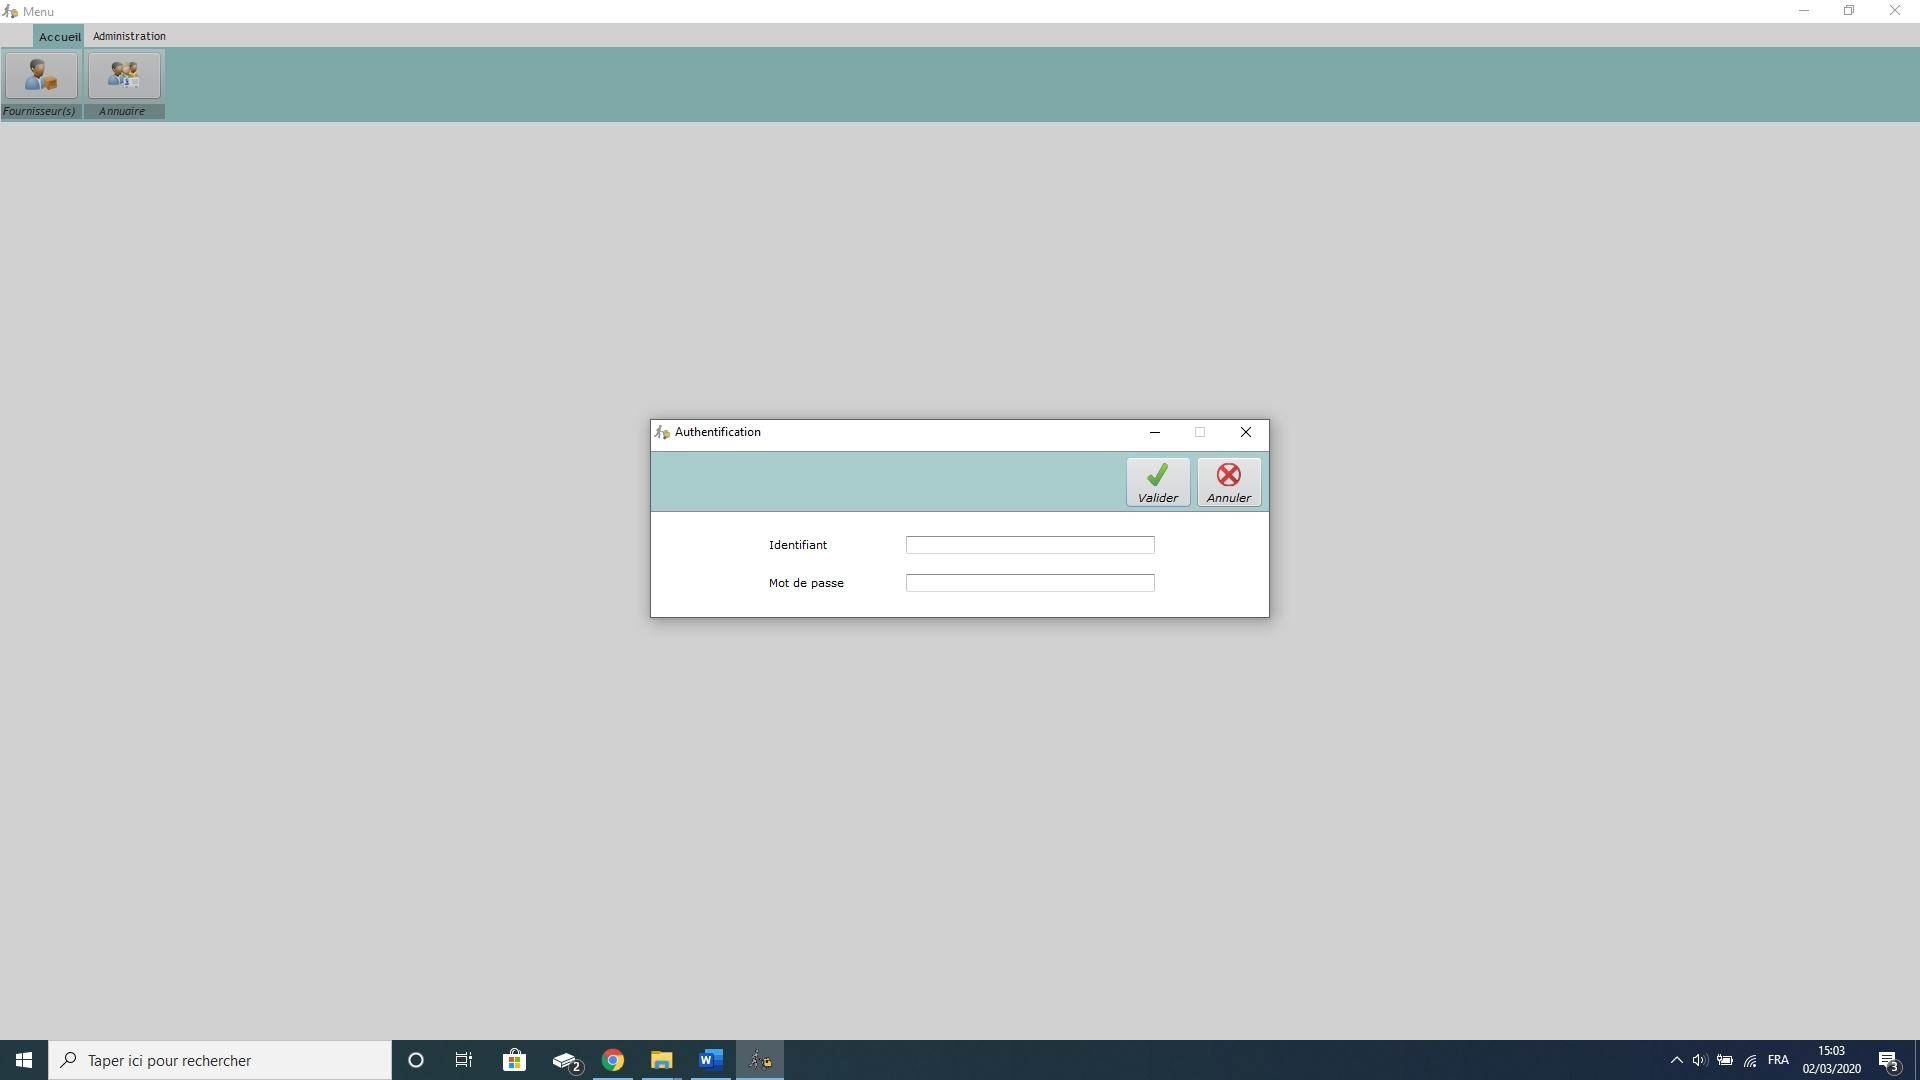 Menu
Accueil Administration
Fournisseur(s) Annuaire
Authentification
Valider Annuler
Identifiant
Mot de passe
Taper ici pour rechercher
2
W
FRA
15:03
02/03/2020
3